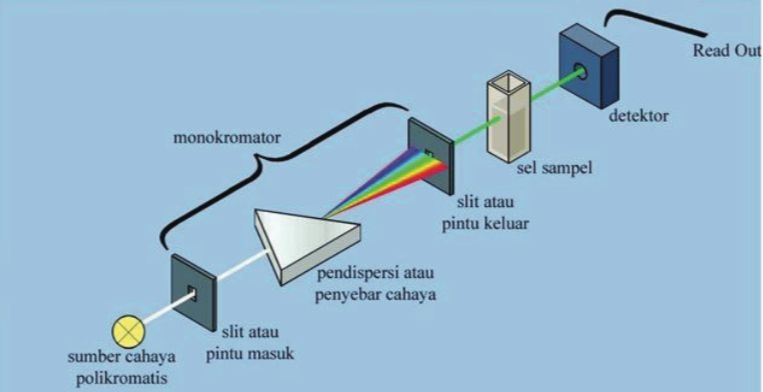 Read Out
detektor
monokromator
sel sampel
slit atau
pintu keluar
pendispersi atau
penyebar cahaya
slit atau
pintu masuk
sumber cahaya
polikromatis